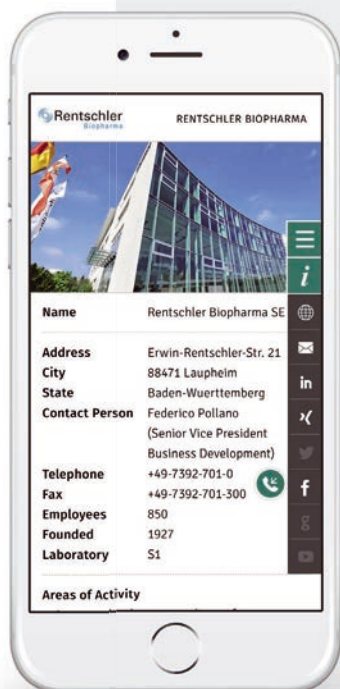 Rentschler
Biopharma
RENTSCHLER BIOPHARMA
i
Name Rentschler Biopharma SE
Address Erwin-Rentschler-Str. 21
City 88471 Laupheim
State Baden-Wuerttemberg
in
Contact Person Federico Pollano
(Senior Vice President
Business Development)
Telephone +49-7392-701-0
Fax +49-7392-701-300
f
Employees 850
g
Founded 1927
Laboratory S1
Areas of Activity